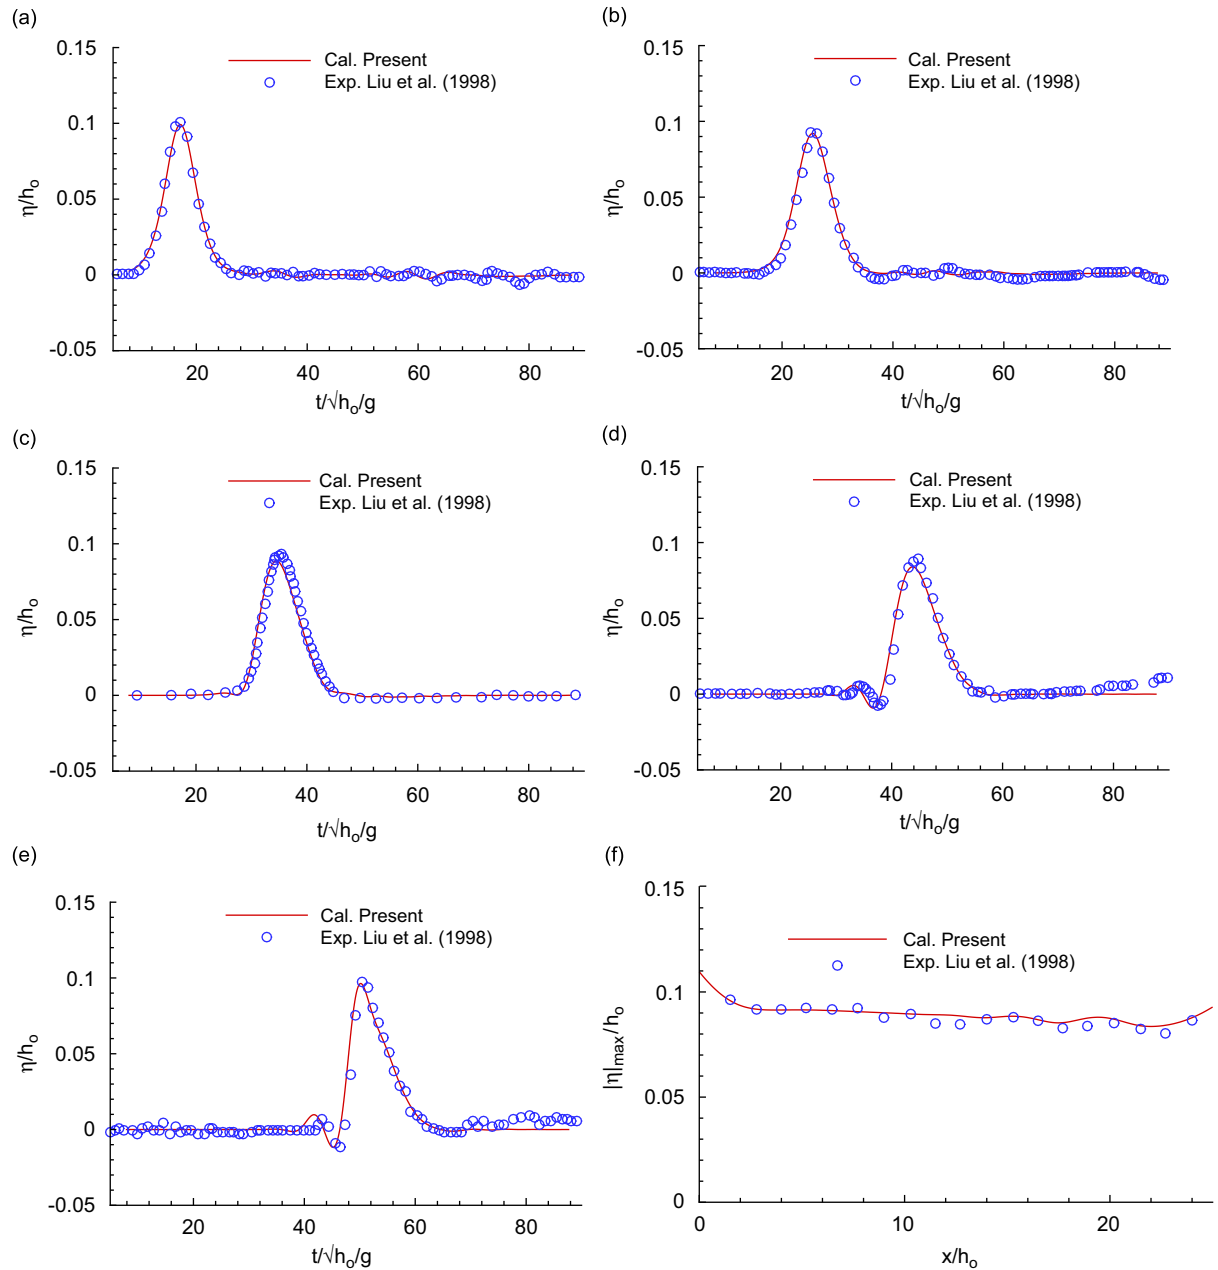 (a)
0.15
0.1
0.05
0
-0.05
η/hₒ
Cal. Present
Exp. Liu et al. (1998)
20
40
60
80
t/√hₒ/g
(b)
0.15
0.1
0.05
0
-0.05
η/hₒ
Cal. Present
Exp. Liu et al. (1998)
20
40
60
80
t/√hₒ/g
(c)
0.15
0.1
0.05
0
-0.05
η/hₒ
Cal. Present
Exp. Liu et al. (1998)
20
40
60
80
t/√hₒ/g
(d)
0.15
0.1
0.05
0
-0.05
η/hₒ
Cal. Present
Exp. Liu et al. (1998)
20
40
60
80
t/√hₒ/g
(e)
0.15
0.1
0.05
0
-0.05
η/hₒ
Cal. Present
Exp. Liu et al. (1998)
20
40
60
80
t/√hₒ/g
(f)
0.15
0.1
0.05
0
|η|max/hₒ
Cal. Present
Exp. Liu et al. (1998)
0
10
20
x/hₒ